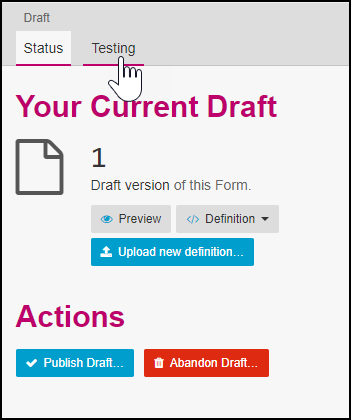 Draft
Status Testing
Your Current Draft
1
Draft version of this Form.
Preview Definition
Upload new definition...
Actions
Publish Draft... Abandon Draft...